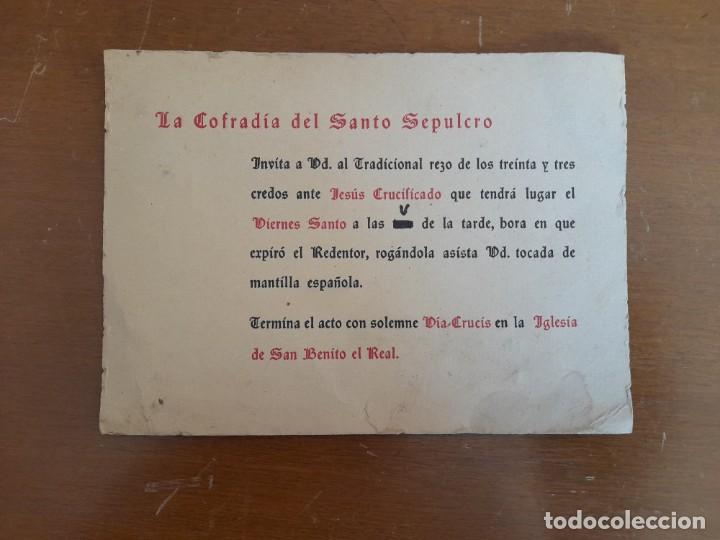 La Cofradía del Santo Sepulcro
Invita a Vd. al Tradicional rezo de los treinta y tres
credos ante Jesús Crucificado que tendrá lugar el
V
Viernes Santo a las de la tarde, hora en que
expiró el Redentor, rogándola asista Vd. tocada de
mantilla española.
Termina el acto con solemne Vía-Crucis en la Iglesia
de San Benito el Real.
todocoleccion
todocoleccion.net